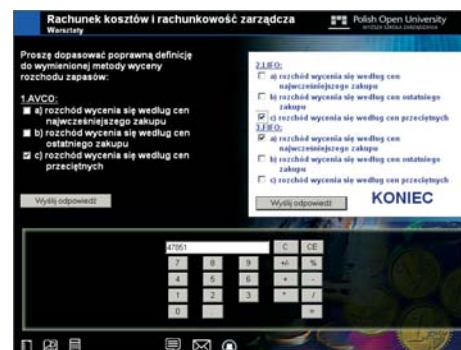 Rachunek kosztów i rachunkowość zarządcza
Warsztaty
Polish Open University
WYŻSZA SZKOŁA ZARZĄDZANIA
Proszę dopasować poprawną definicję
do wymienionej metody wyceny
rozchodu zapasów:
1.AVCO:
a) rozchód wycenia się według cen
najwcześniejszego zakupu
b) rozchód wycenia się według cen
ostatniego zakupu
c) rozchód wycenia się według cen
przeciętnych
Wyślij odpowiedź
2.LIFO:
a) rozchód wycenia się według cen
najwcześniejszego zakupu
b) rozchód wycenia się według cen ostatniego
zakupu
c) rozchód wycenia się według cen przeciętnych
3.FIFO:
a) rozchód wycenia się według cen
najwcześniejszego zakupu
b) rozchód wycenia się według cen ostatniego
zakupu
c) rozchód wycenia się według cen przeciętnych
Wyślij odpowiedź
KONIEC
47851
C CE
7 8 9 +/- %
4 5 6 + -
1 2 3 * /
0 . =